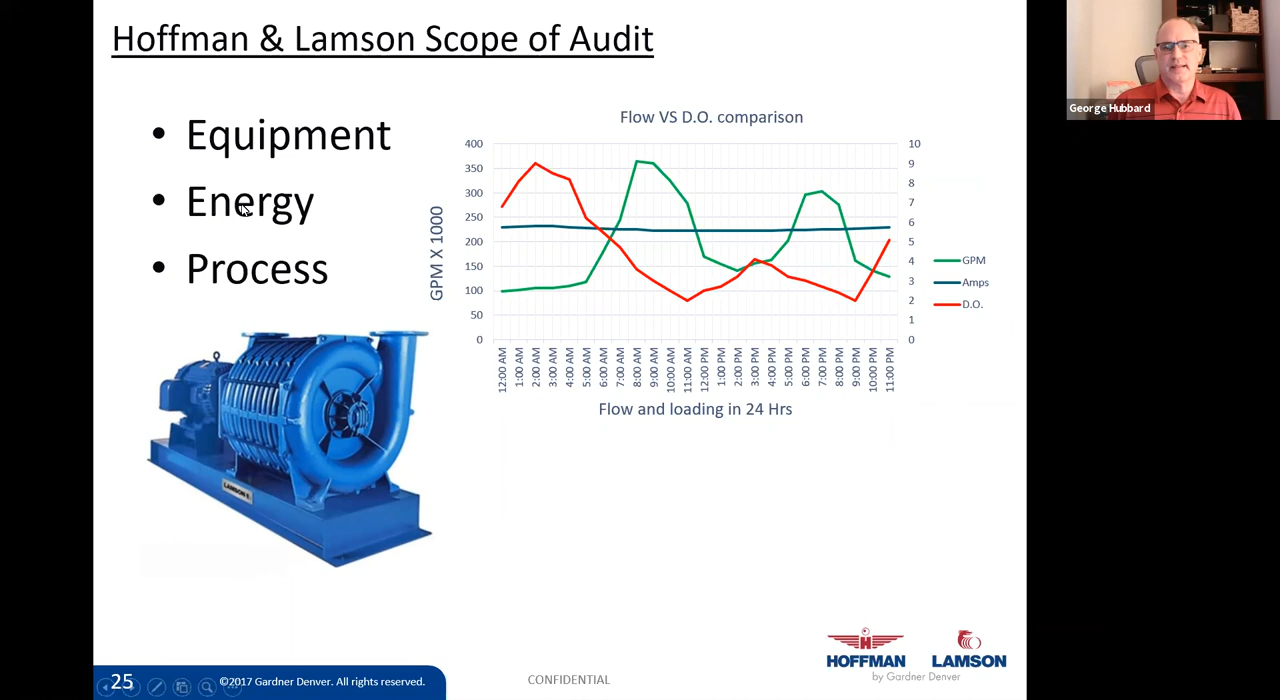 Hoffman & Lamson Scope of Audit
George Hubbard
• Equipment
• Energy
• Process
Flow VS D.O. comparison
400
350
300
250
200
150
100
50
0
GPM X 1000
10
9
8
7
6
5
4
3
2
1
0
GPM
Amps
D.O.
12:00 AM
1:00 AM
2:00 AM
3:00 AM
4:00 AM
5:00 AM
6:00 AM
7:00 AM
8:00 AM
9:00 AM
10:00 AM
11:00 AM
12:00 PM
1:00 PM
2:00 PM
3:00 PM
4:00 PM
5:00 PM
6:00 PM
7:00 PM
8:00 PM
9:00 PM
10:00 PM
11:00 PM
Flow and loading in 24 Hrs
LAMSON
25
©2017 Gardner Denver. All rights reserved.
CONFIDENTIAL
H
HOFFMAN
LAMSON
by Gardner Denver